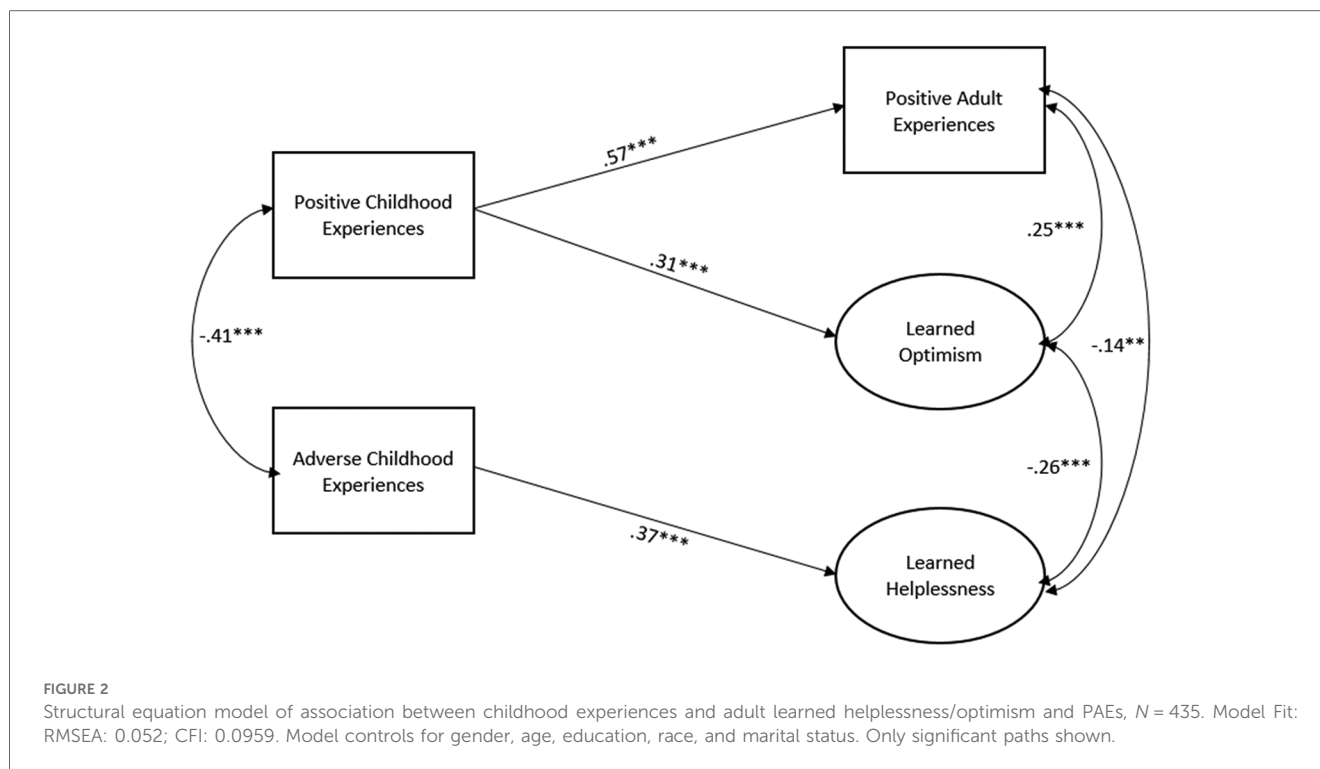 Positive Adult
Experiences
.57***
Positive Childhood
Experiences
.25***
.31***
Learned
Optimism
-.41***
-.14**
Adverse Childhood
Experiences
-.26***
.37***
Learned
Helplessness
FIGURE 2
Structural equation model of association between childhood experiences and adult learned helplessness/optimism and PAEs, N = 435. Model Fit:
RMSEA: 0.052; CFI: 0.0959. Model controls for gender, age, education, race, and marital status. Only significant paths shown.